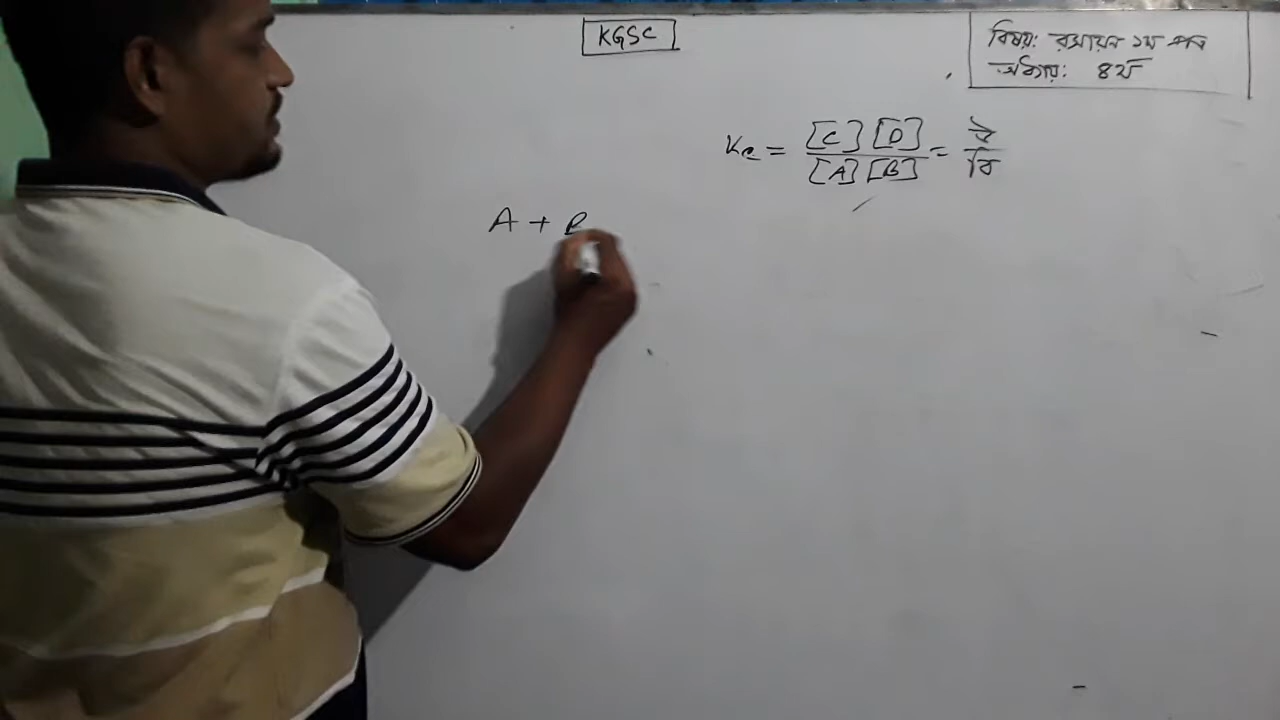 KGSC
বিষয়: রসায়ন ১ম পত্র
অধ্যায়: ৪র্থ
Kc = [C] [D] / [A] [B] = উ / বি
A + B